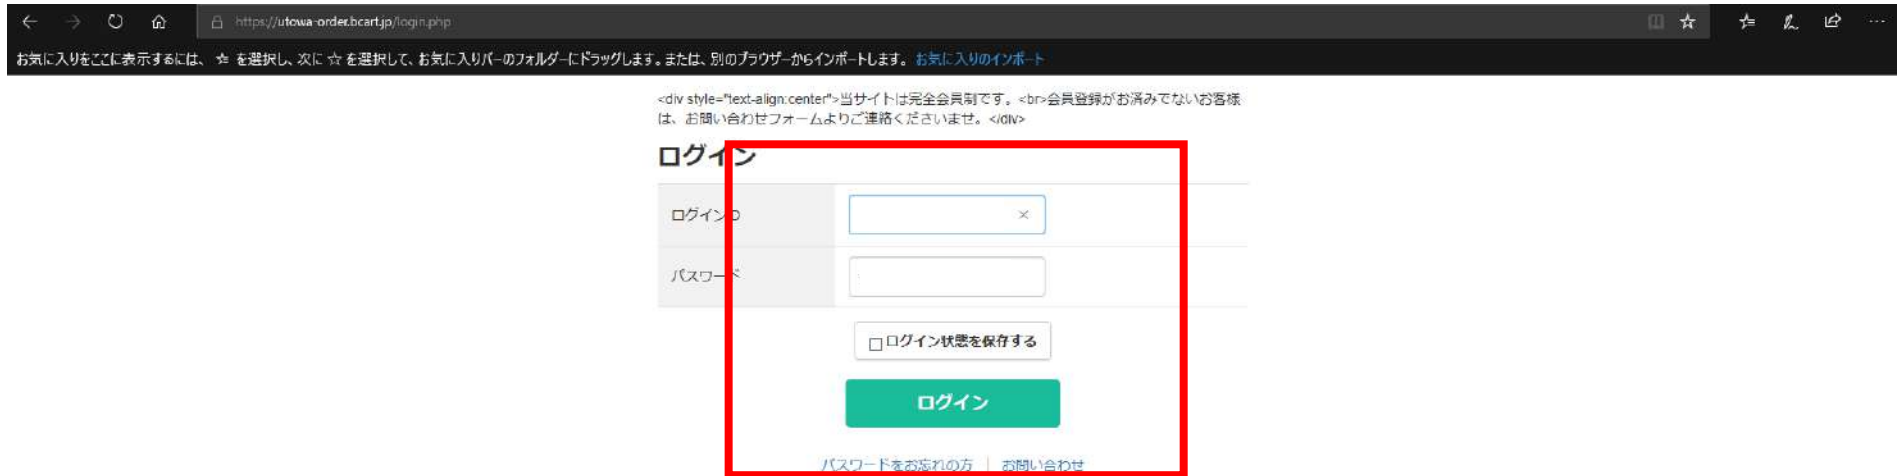 https://utowa-order.bcart.jp/login.php
お気に入りをここに表示するには、☆ を選択し、次に ☆ を選択して、お気に入りバーのフォルダーにドラッグします。または、別のブラウザーからインポートします。 お気に入りのインポート
<div style="text-align:center">当サイトは完全会員制です。<br>会員登録がお済みでないお客様
は、お問い合わせフォームよりご連絡くださいませ。</div>
ログイン
ログインID
パスワード
ログイン状態を保存する
ログイン
パスワードをお忘れの方 | お問い合わせ